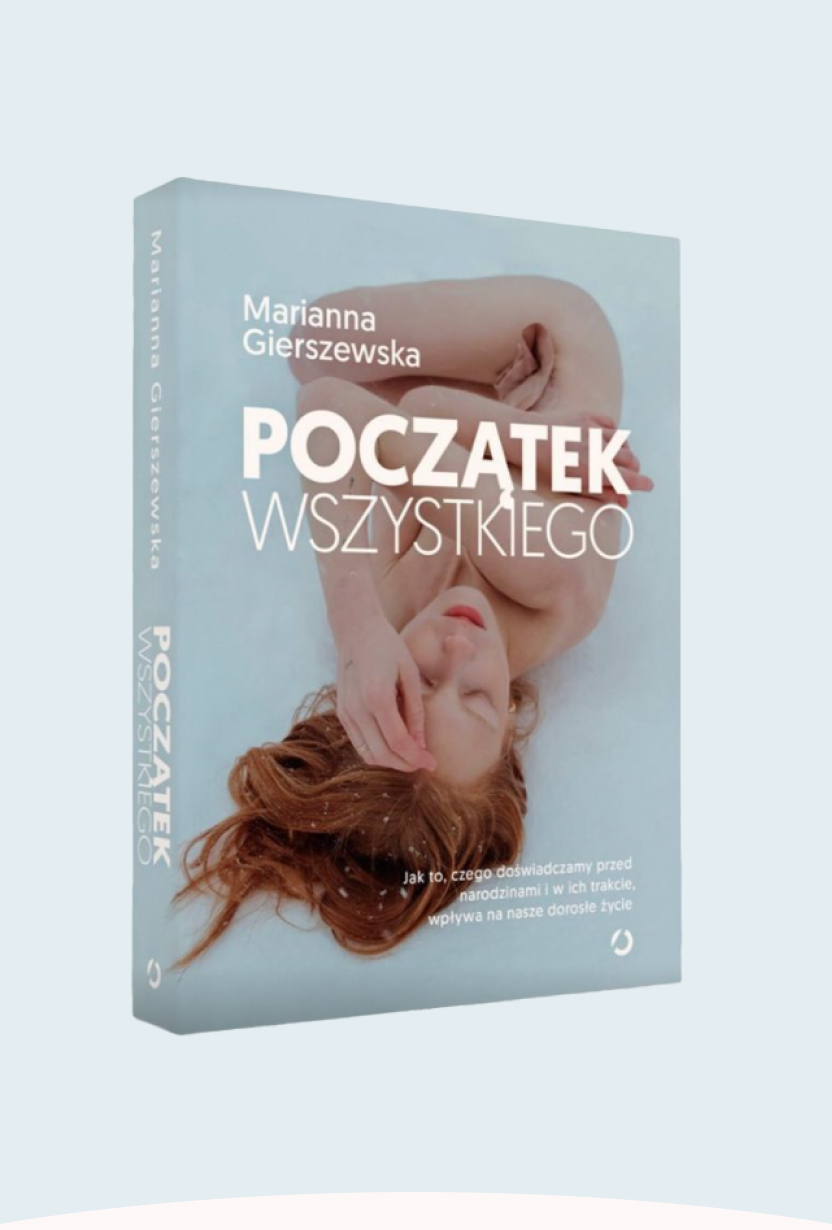 Marianna Gierszewska
POCZĄTEK
WSZYSTKIEGO
Marianna
Gierszewska
POCZĄTEK
WSZYSTKIEGO
Jak to, czego doświadczamy przed
narodzinami i w ich trakcie,
wpływa na nasze dorosłe życie